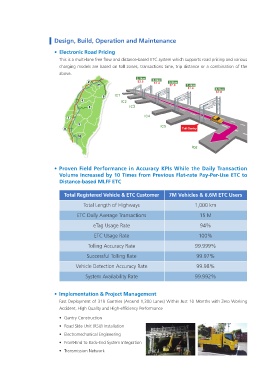 Design, Build, Operation and Maintenance
• Electronic Road Pricing
This is a multi-lane free flow and distance-based ETC system which supports road pricing and various
charging models are based on toll zones, transactions time, trip distance or a combination of the
above.
• Proven Field Performance in Accuracy KPIs While the Daily Transaction
Volume Increased by 10 Times from Previous Flat-rate Pay-Per-Use ETC to
Distance-based MLFF ETC
Total Registered Vehicle & ETC Customer 7M Vehicles & 6.6M ETC Users
Total Length of Highways 1,000 km
ETC Daily Average Transactions 15 M
eTag Usage Rate 94%
ETC Usage Rate 100%
Tolling Accuracy Rate 99.999%
Successful Tolling Rate 99.97%
Vehicle Detection Accuracy Rate 99.98%
System Availability Rate 99.992%
• Implementation & Project Management
Fast Deployment of 319 Gantries (Around 1,300 Lanes) Within Just 10 Months with Zero Working
Accident, High Quality and High-efficiency Performance
• Gantry Construction
• Road Side Unit (RSU) Installation
• Electromechanical Engineering
• Front-End to Back-End System Integration
• Transmission Network